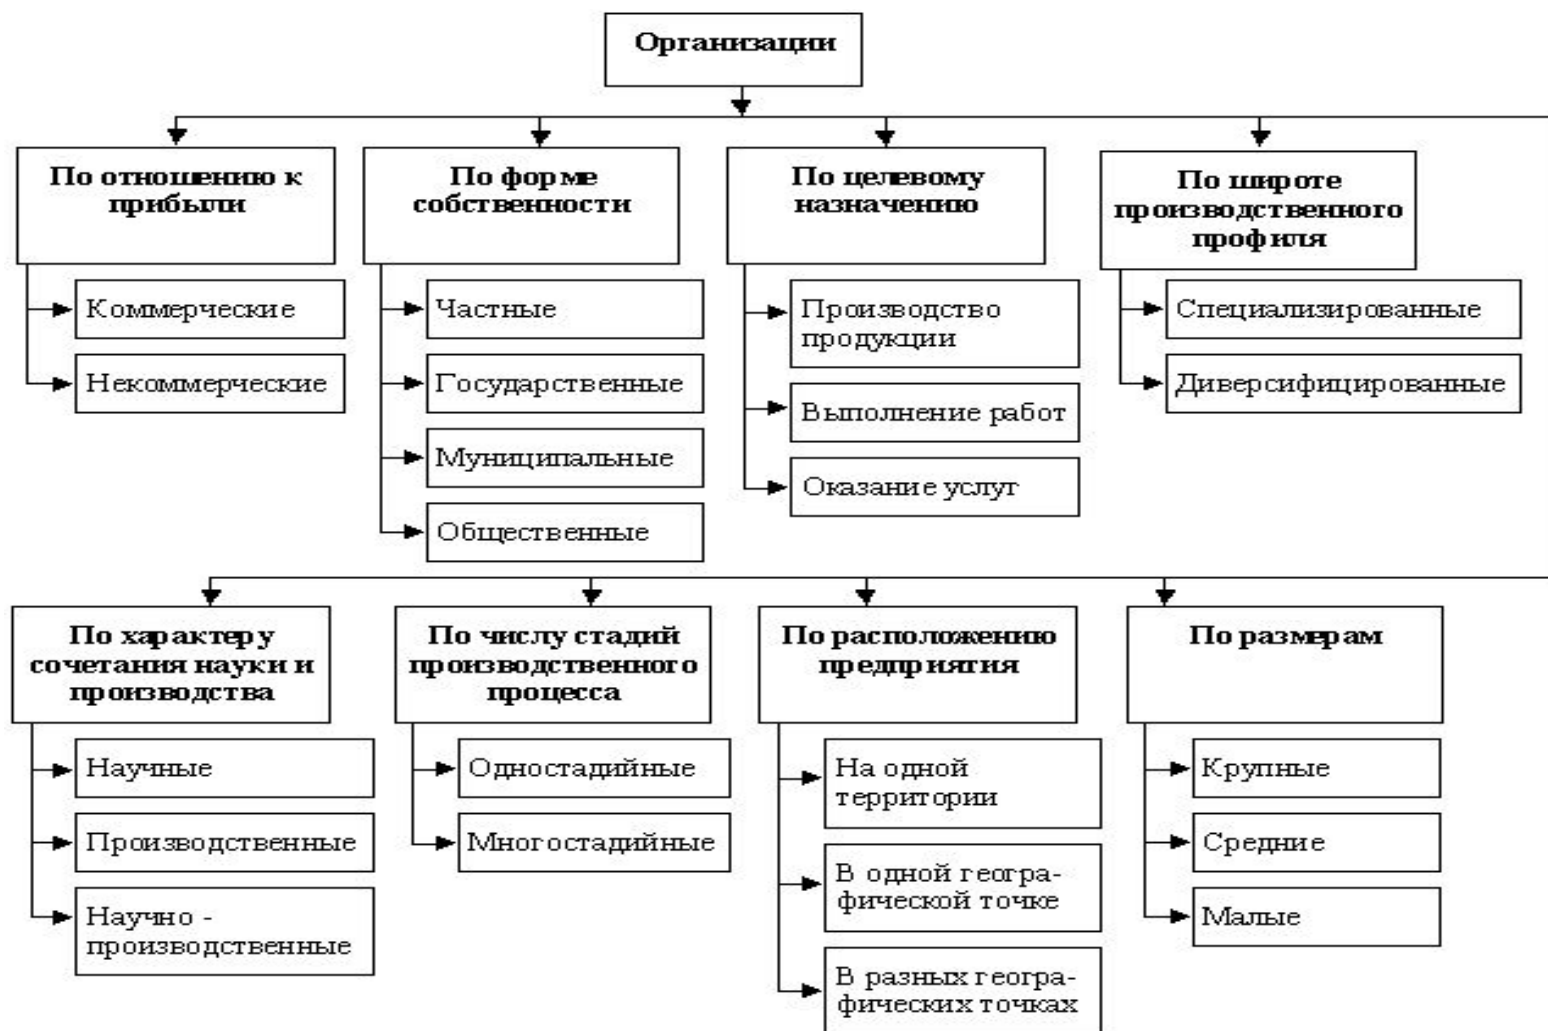 Организации
По отношению к
прибыли
Коммерческие
Некоммерческие
По форме
собственности
Частные
Государственные
Муниципальные
Общественные
По целевому
назначению
Производство
продукции
Выполнение работ
Оказание услуг
По широте
производственного
профиля
Специализированные
Диверсифицированные
По характеру
сочетания науки и
производства
Научные
Производственные
Научно -
производственные
По числу стадий
производственного
процесса
Одностадийные
Многостадийные
По расположению
предприятия
На одной
территории
В одной геогра-
фической точке
В разных геогра-
фических точках
По размерам
Крупные
Средние
Малые